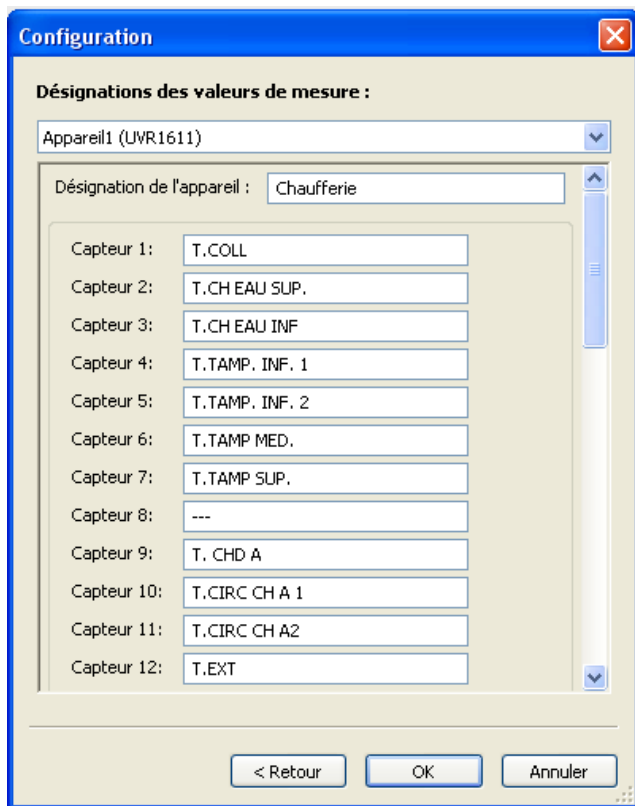 Configuration
Désignations des valeurs de mesure :
Appareil1 (UVR1611)
Désignation de l'appareil : Chaufferie
Capteur 1: T.COLL
Capteur 2: T.CH EAU SUP.
Capteur 3: T.CH EAU INF
Capteur 4: T.TAMP. INF. 1
Capteur 5: T.TAMP. INF. 2
Capteur 6: T.TAMP MED.
Capteur 7: T.TAMP SUP.
Capteur 8: ---
Capteur 9: T. CHD A
Capteur 10: T.CIRC CH A 1
Capteur 11: T.CIRC CH A2
Capteur 12: T.EXT
< Retour OK Annuler